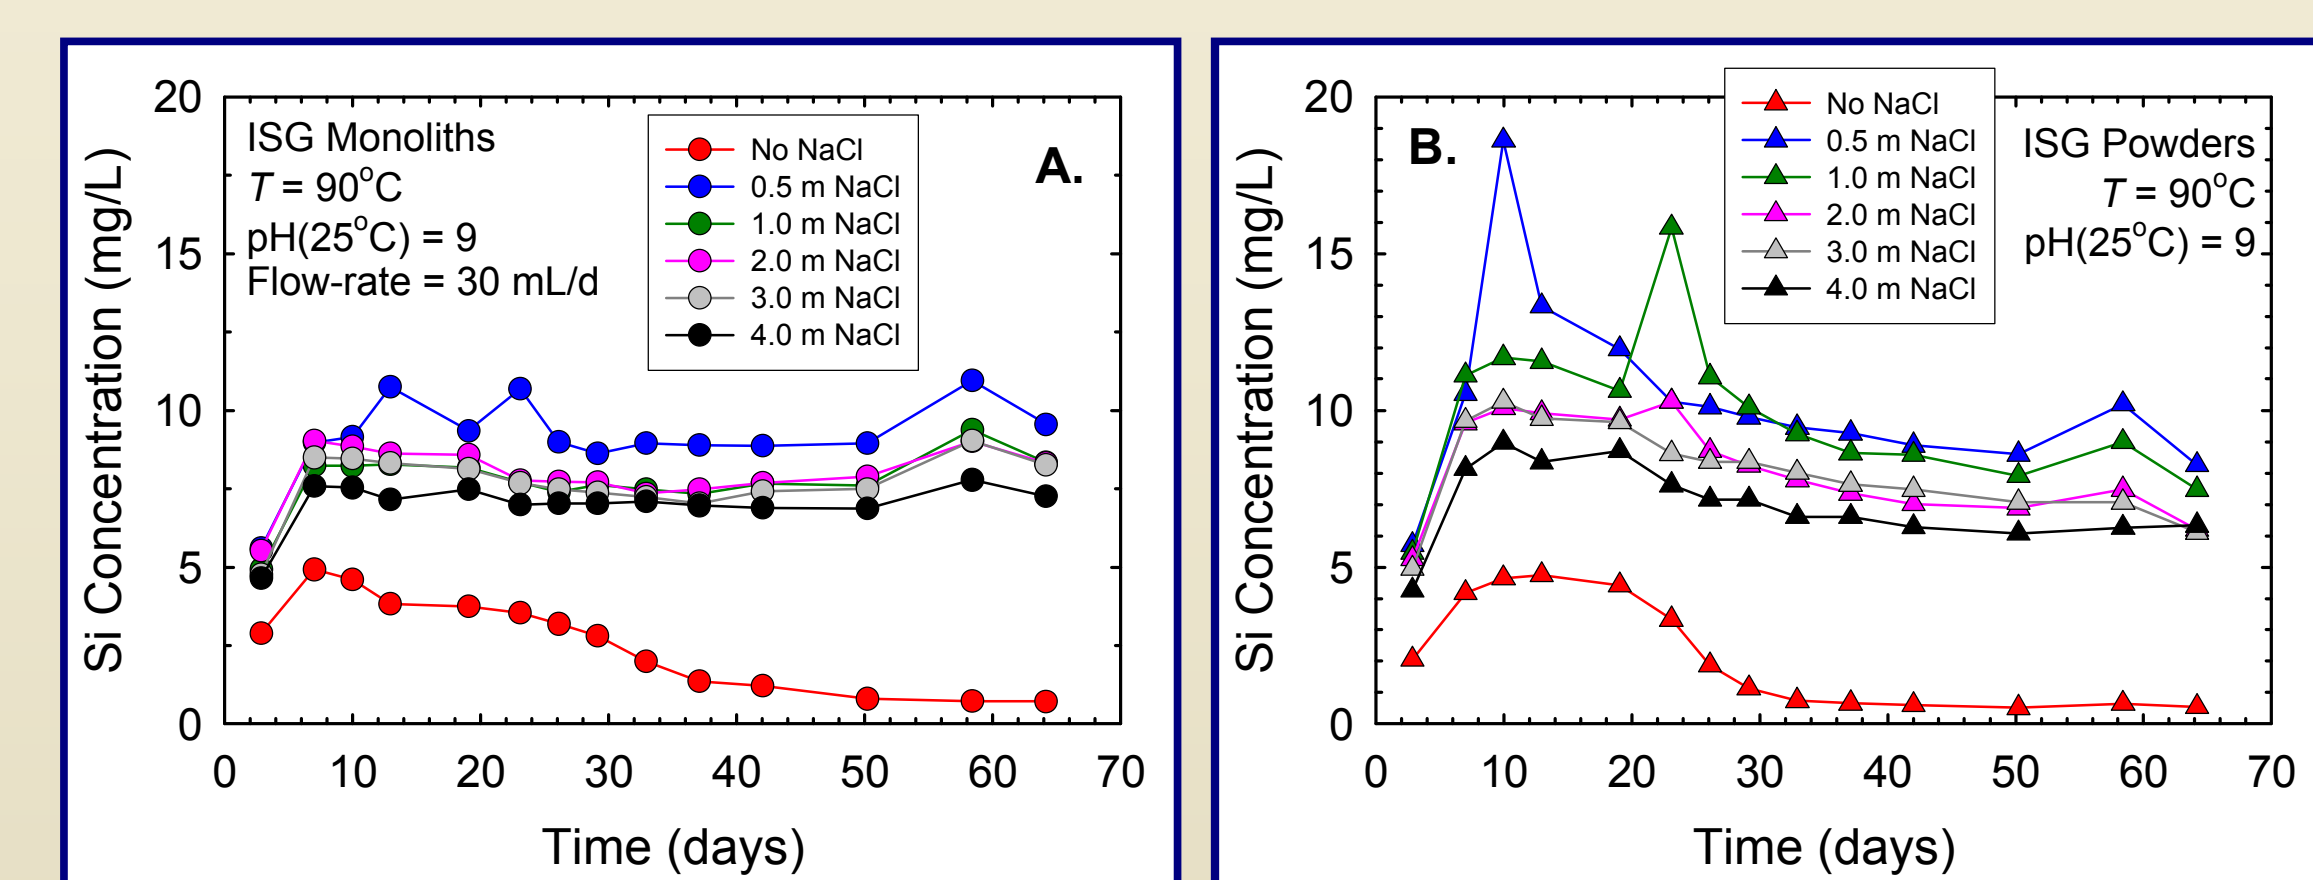 20
15
10
5
0
Si Concentration (mg/L)
ISG Monoliths
T = 90°C
pH(25°C) = 9
Flow-rate = 30 mL/d
No NaCl
0.5 m NaCl
1.0 m NaCl
2.0 m NaCl
3.0 m NaCl
4.0 m NaCl
A.
0 10 20 30 40 50 60 70
Time (days)
20
15
10
5
0
Si Concentration (mg/L)
B.
No NaCl
0.5 m NaCl
1.0 m NaCl
2.0 m NaCl
3.0 m NaCl
4.0 m NaCl
ISG Powders
T = 90°C
pH(25°C) = 9
0 10 20 30 40 50 60 70
Time (days)